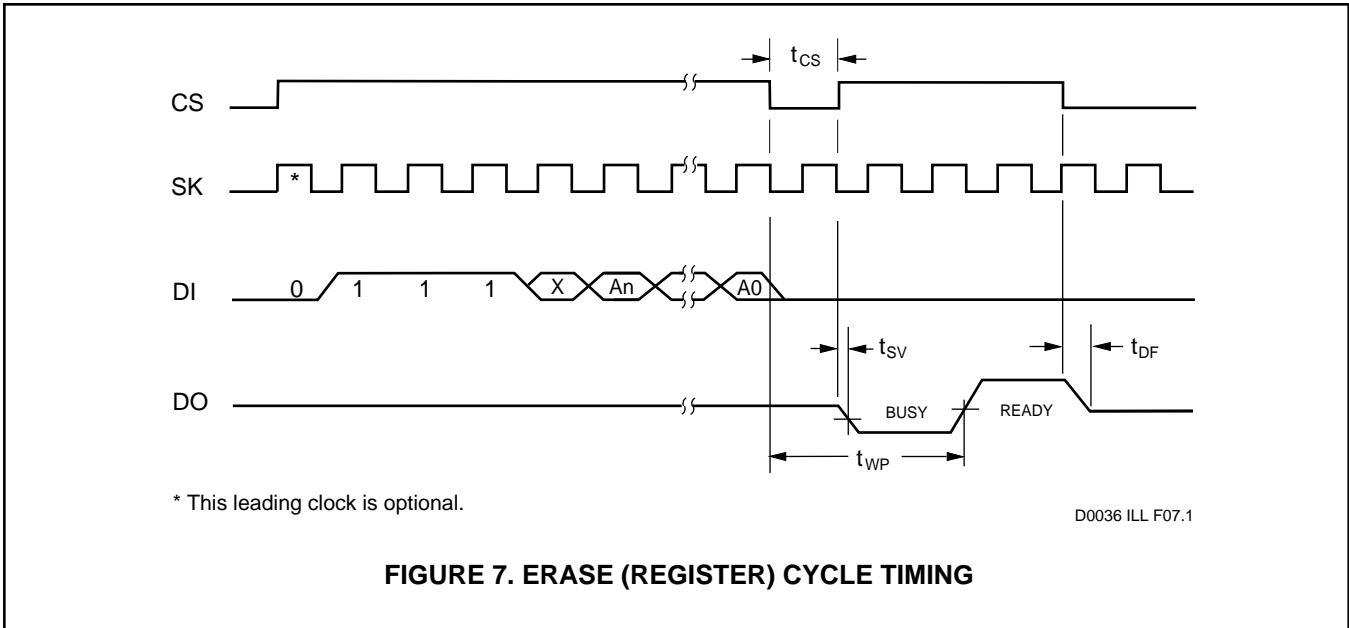 tCS
CS
SK
*
DI
0 1 1 1 X An A0
tSV
tDF
DO
BUSY
READY
tWP
* This leading clock is optional.
D0036 ILL F07.1
FIGURE 7. ERASE (REGISTER) CYCLE TIMING